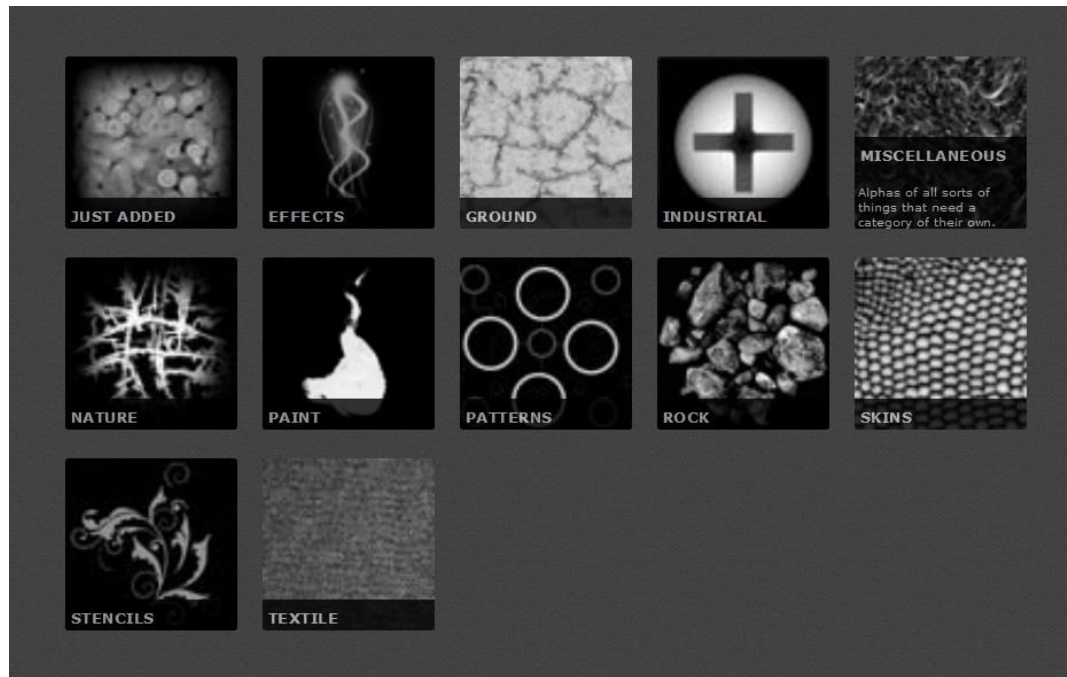 JUST ADDED
EFFECTS
GROUND
INDUSTRIAL
MISCELLANEOUS
Alphas of all sorts of
things that need a
category of their own.
NATURE
PAINT
PATTERNS
ROCK
SKINS
STENCILS
TEXTILE